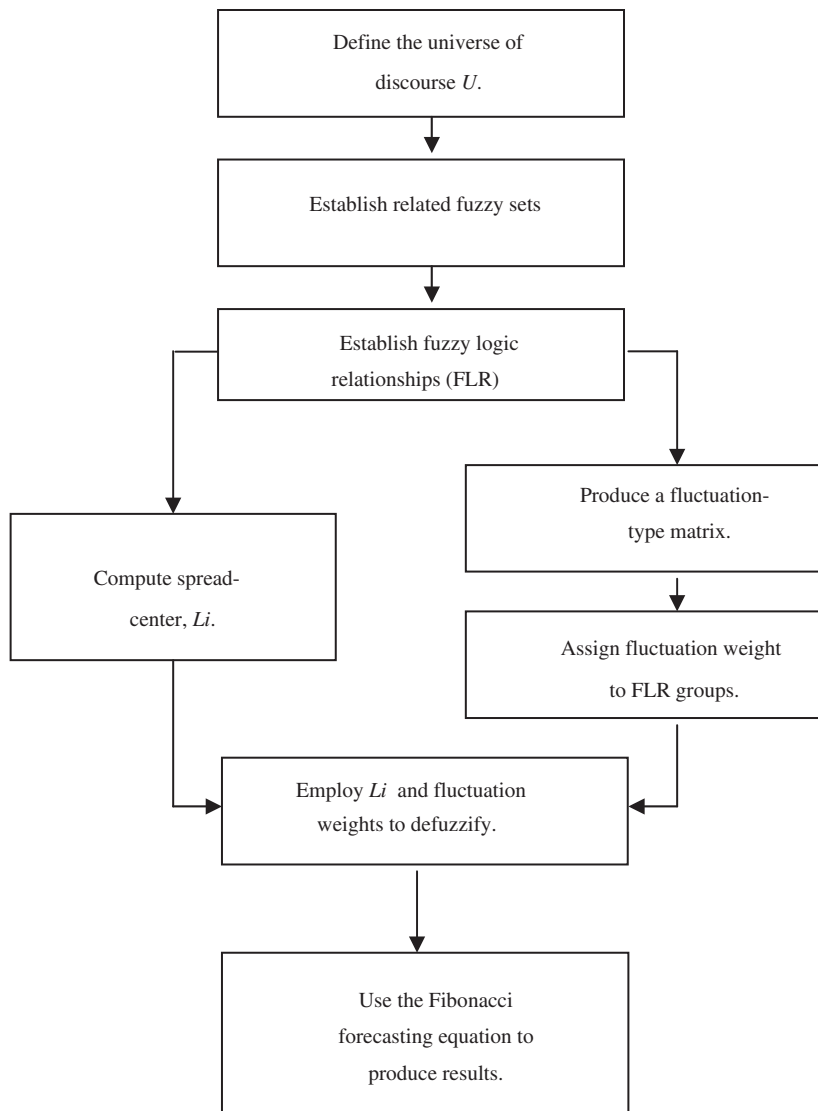 Define the universe of
discourse U.
Establish related fuzzy sets
Establish fuzzy logic
relationships (FLR)
Produce a fluctuation-
type matrix.
Compute spread-
center, Li.
Assign fluctuation weight
to FLR groups.
Employ Li and fluctuation
weights to defuzzify.
Use the Fibonacci
forecasting equation to
produce results.